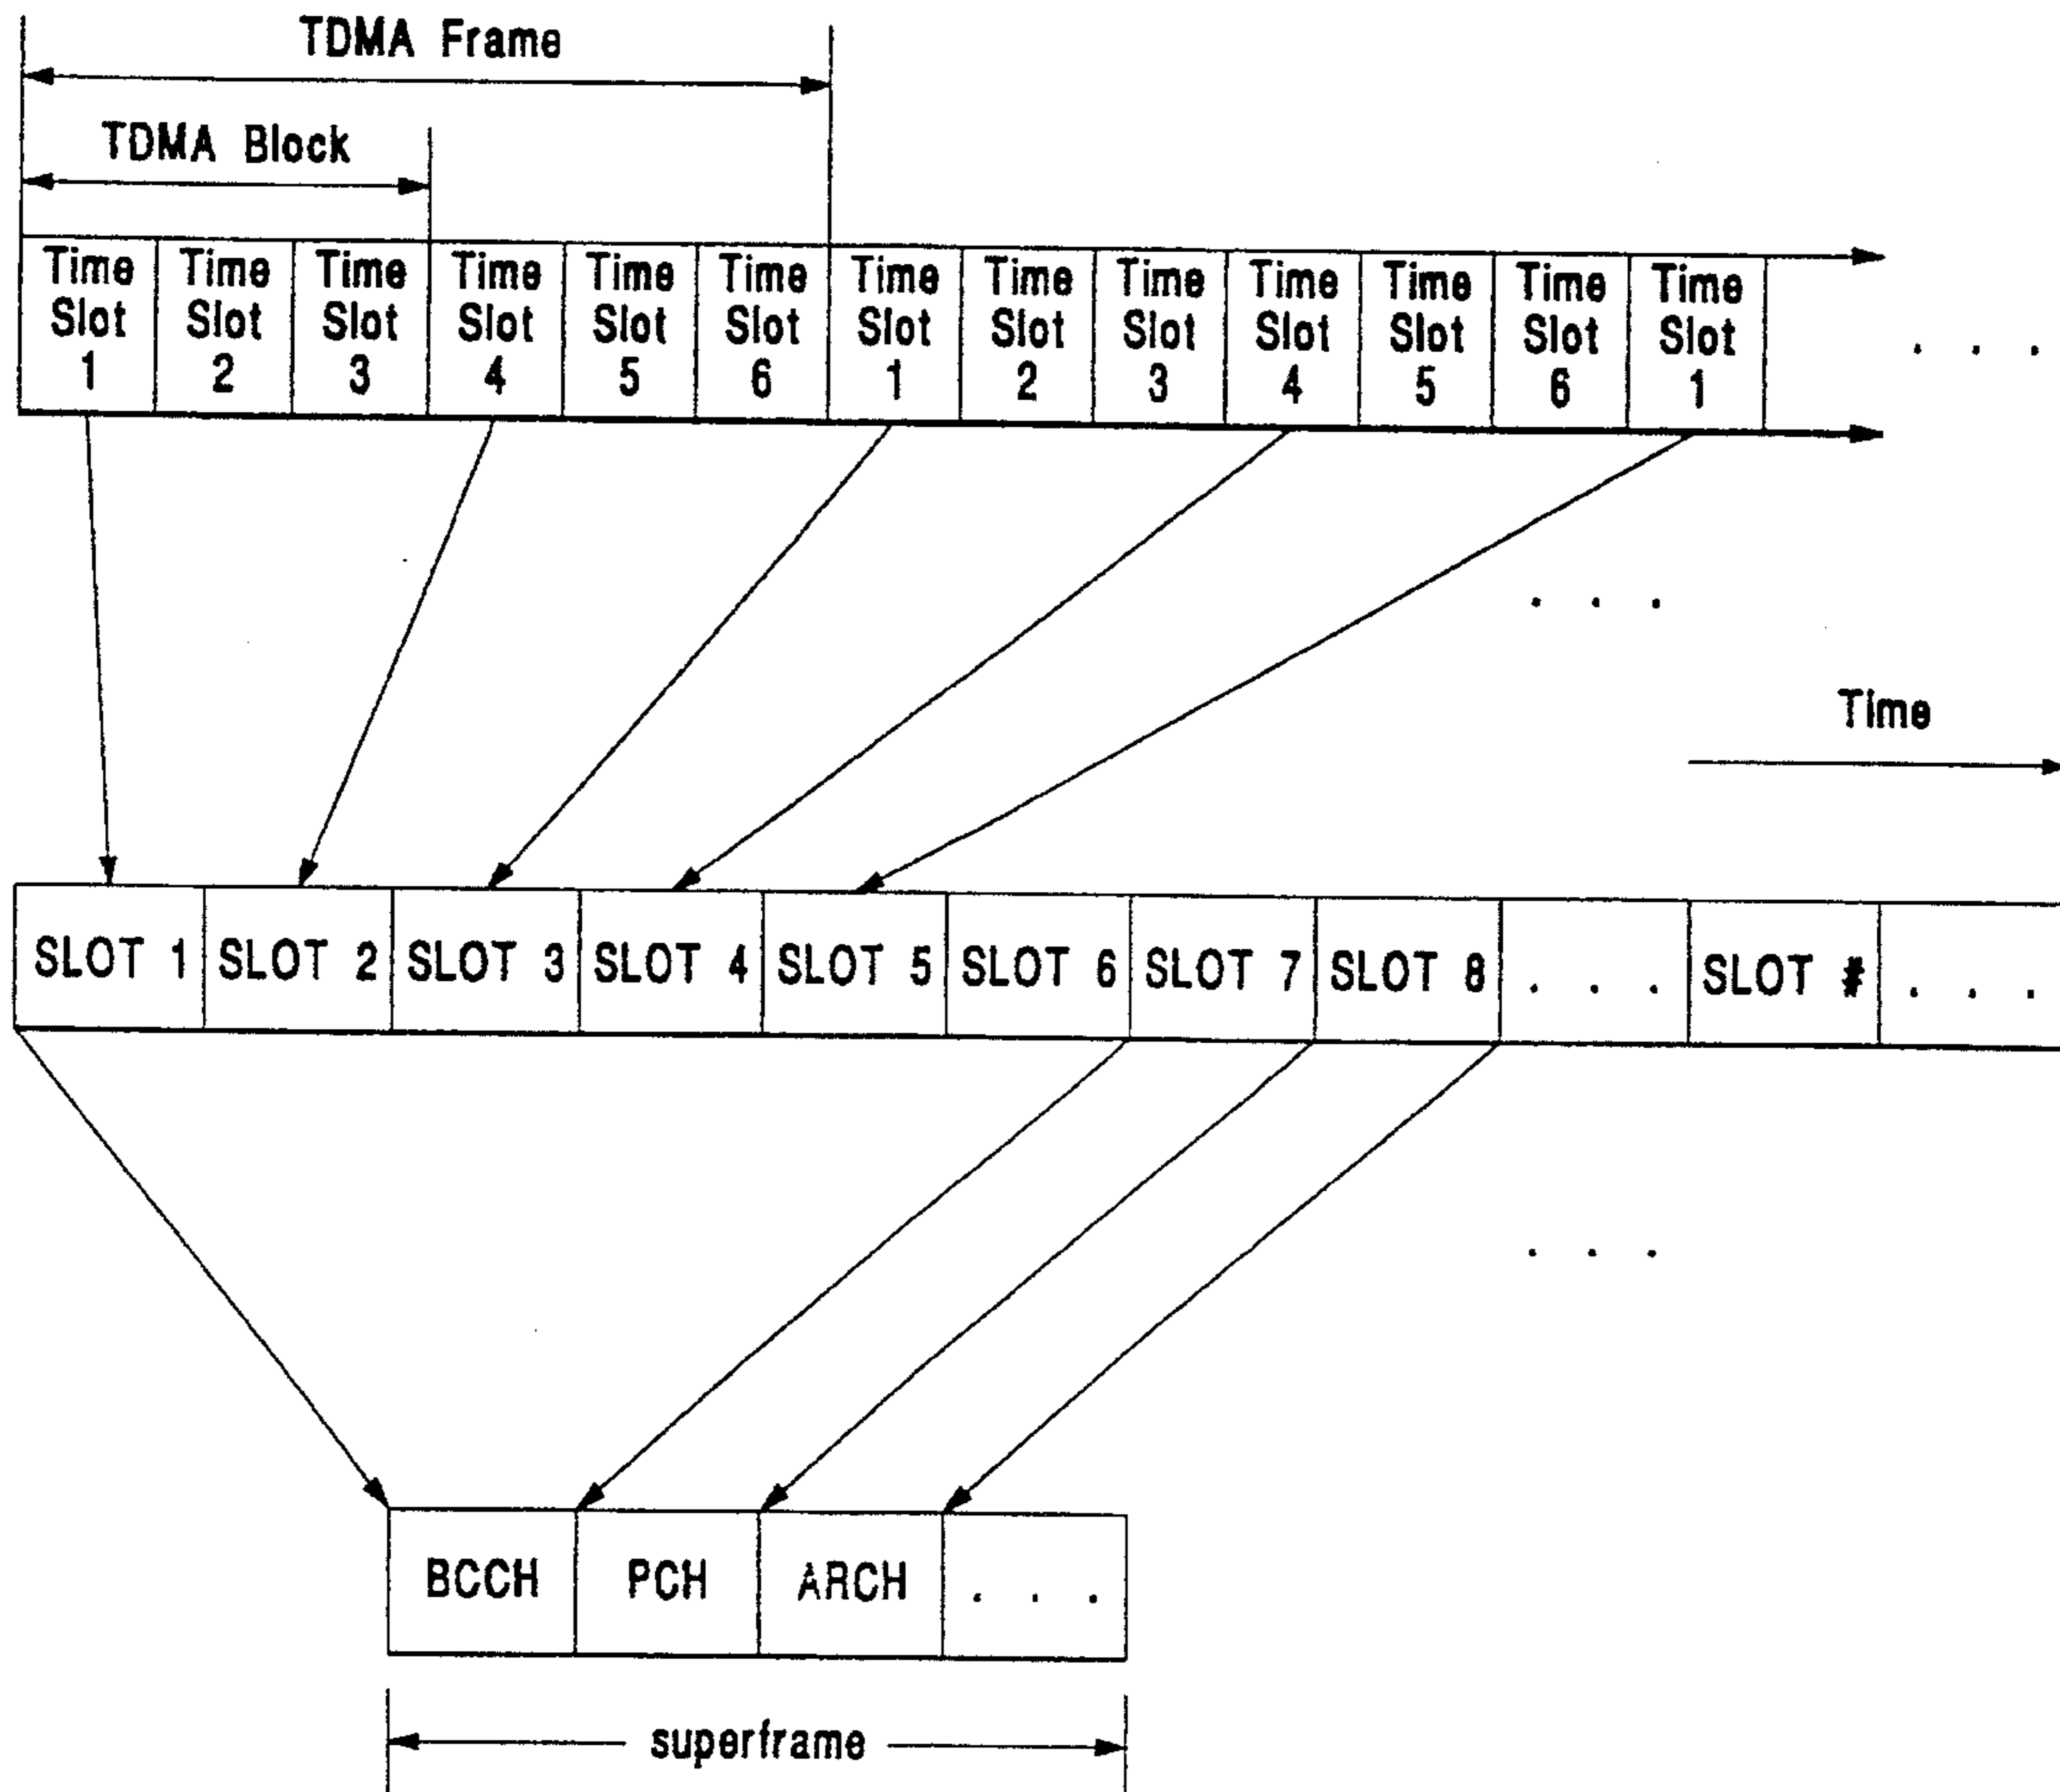 TDMA Frame
TDMA Block
Time Slot 1
Time Slot 2
Time Slot 3
Time Slot 4
Time Slot 5
Time Slot 6
Time Slot 1
Time Slot 2
Time Slot 3
Time Slot 4
Time Slot 5
Time Slot 6
Time Slot 1
. . .
. . .
Time
SLOT 1
SLOT 2
SLOT 3
SLOT 4
SLOT 5
SLOT 6
SLOT 7
SLOT 8
. . .
SLOT #
. . .
. . .
BCCH
PCH
ARCH
. . .
superframe